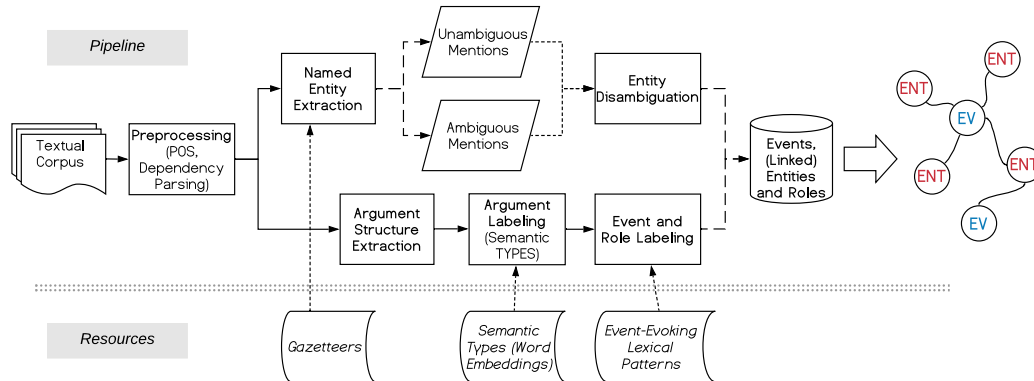 Pipeline
Textual
Corpus
Preprocessing
(POS,
Dependency
Parsing)
Named
Entity
Extraction
Unambiguous
Mentions
Ambiguous
Mentions
Entity
Disambiguation
Argument
Structure
Extraction
Argument
Labeling
(Semantic
TYPES)
Event and
Role Labeling
Events,
(Linked)
Entities
and Roles
ENT
ENT
EV
ENT
ENT
EV
Resources
Gazetteers
Semantic
Types (Word
Embeddings)
Event-Evoking
Lexical
Patterns